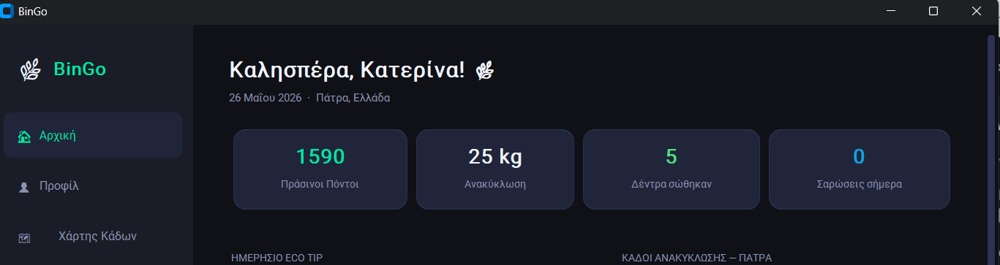 BinGo
BinGo
Αρχική
Προφίλ
Χάρτης Κάδων
Καλησπέρα, Κατερίνα!
26 Μαΐου 2026 · Πάτρα, Ελλάδα
1590
Πράσινοι Πόντοι
25 kg
Ανακύκλωση
5
Δέντρα σώθηκαν
0
Σαρώσεις σήμερα
ΗΜΕΡΗΣΙΟ ECO TIP
ΚΑΔΟΙ ΑΝΑΚΥΚΛΩΣΗΣ — ΠΑΤΡΑ